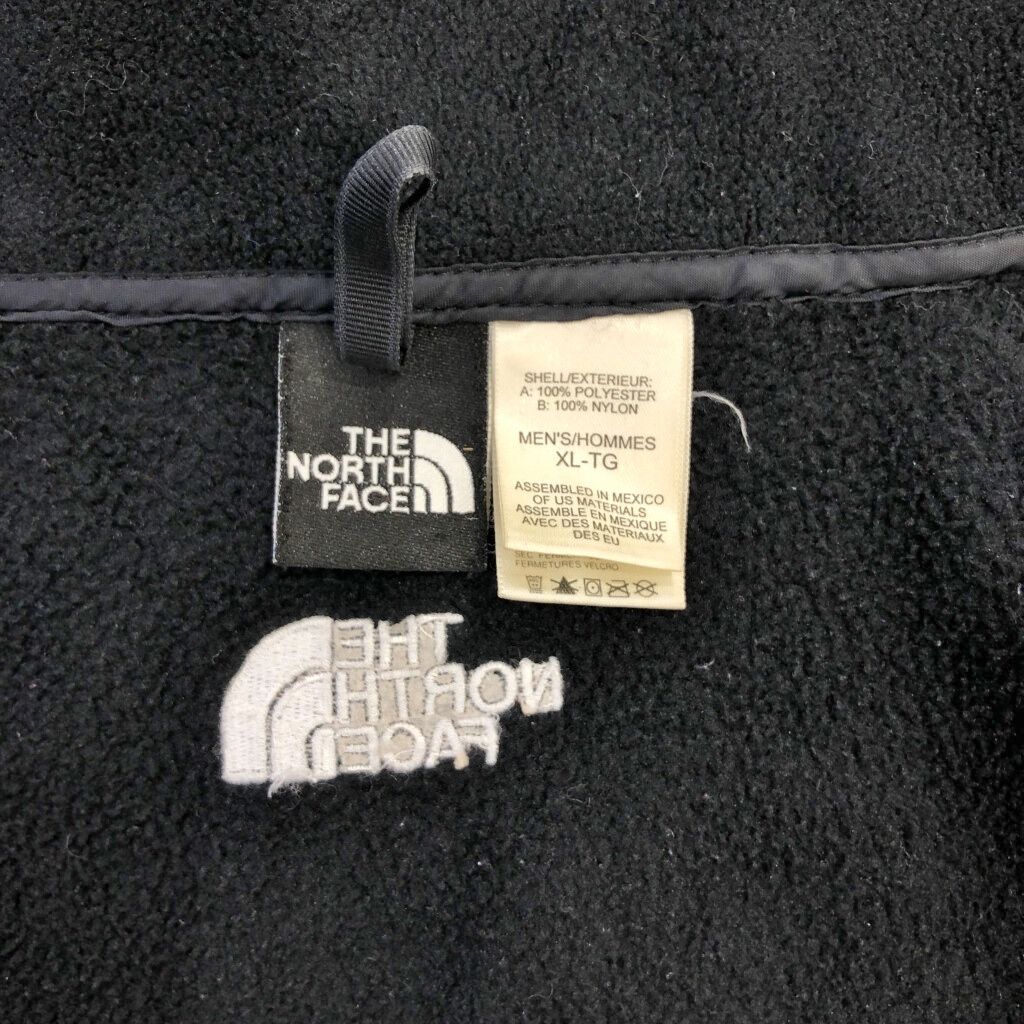 THE
NORTH
FACE
SHELL/EXTERIEUR:
A: 100% POLYESTER
B: 100% NYLON
MEN'S/HOMMES
XL-TG
ASSEMBLED IN MEXICO
OF US MATERIALS
ASSEMBLE EN MEXIQUE
AVEC DES MATERIAUX
DES EU
FERMETURES VELCRO
THE
NORTH
FACE